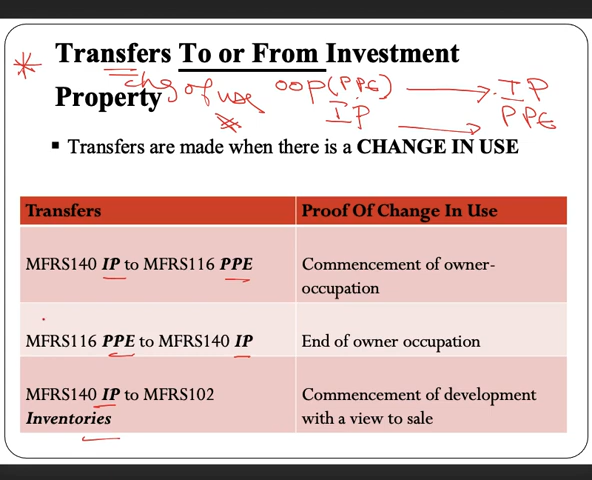 * Transfers To or From Investment
chg of use OOP (PPE) → IP
Property
IP → PPE
▪ Transfers are made when there is a CHANGE IN USE
Transfers Proof Of Change In Use
MFRS140 IP to MFRS116 PPE Commencement of owner-
occupation
MFRS116 PPE to MFRS140 IP End of owner occupation
MFRS140 IP to MFRS102 Commencement of development
Inventories with a view to sale